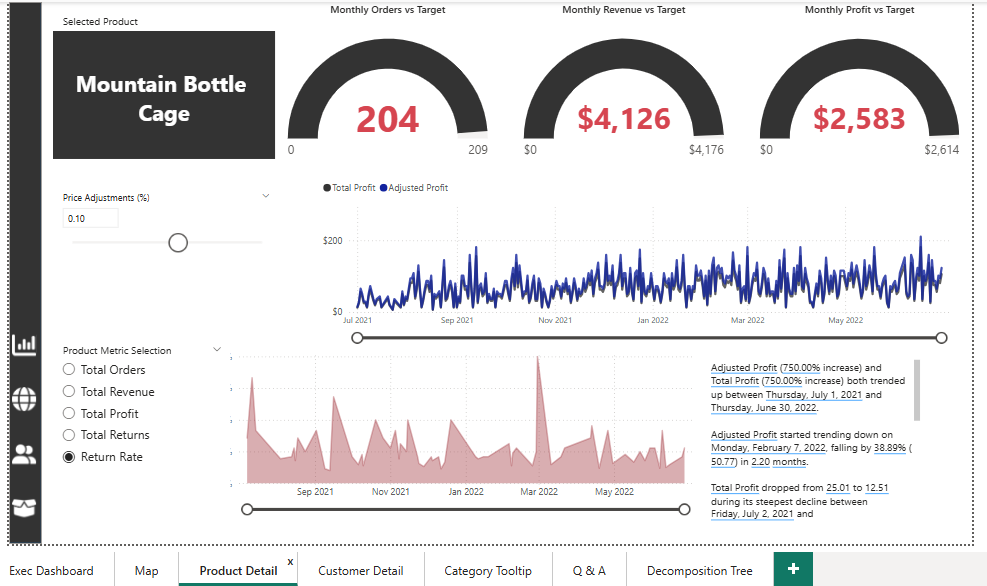 Monthly Orders vs Target
Monthly Revenue vs Target
Monthly Profit vs Target
Selected Product
Mountain Bottle
Cage
204
0
209
$4,126
$0
$4,176
$2,583
$0
$2,614
Price Adjustments (%)
0.10
Total Profit
Adjusted Profit
$200
$0
Jul 2021
Sep 2021
Nov 2021
Jan 2022
Mar 2022
May 2022
Product Metric Selection
Total Orders
Total Revenue
Total Profit
Total Returns
Return Rate
Sep 2021
Nov 2021
Jan 2022
Mar 2022
May 2022
Adjusted Profit (750.00% increase) and
Total Profit (750.00% increase) both trended
up between Thursday, July 1, 2021 and
Thursday, June 30, 2022.
Adjusted Profit started trending down on
Monday, February 7, 2022, falling by 38.89% (
50.77) in 2.20 months.
Total Profit dropped from 25.01 to 12.51
during its steepest decline between
Friday, July 2, 2021 and
Exec Dashboard
Map
Product Detail
x
Customer Detail
Category Tooltip
Q & A
Decomposition Tree
+